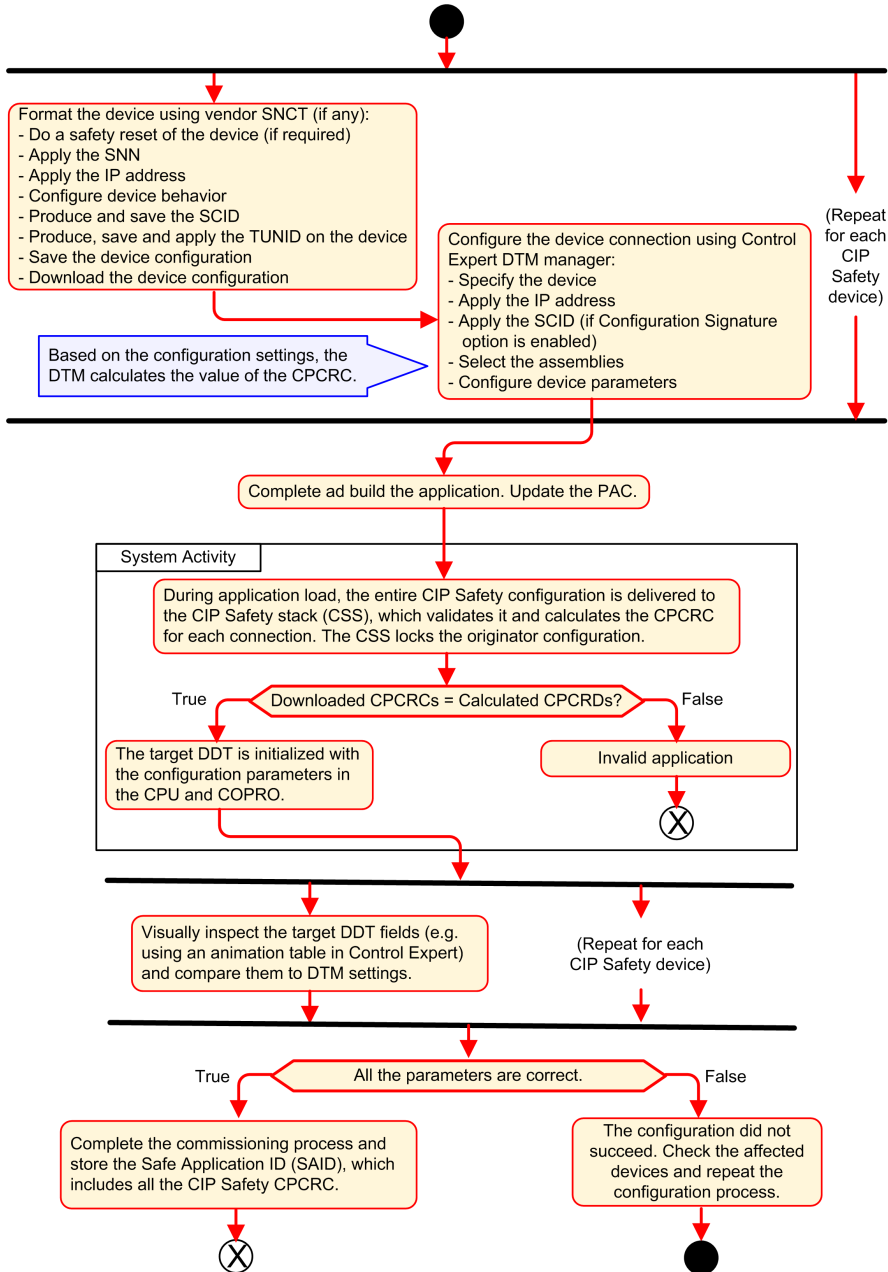 Format the device using vendor SNCT (if any):
- Do a safety reset of the device (if required)
- Apply the SNN
- Apply the IP address
- Configure device behavior
- Produce and save the SCID
- Produce, save and apply the TUNID on the device
- Save the device configuration
- Download the device configuration
(Repeat
for each
CIP
Safety
device)
Configure the device connection using Control
Expert DTM manager:
- Specify the device
- Apply the IP address
- Apply the SCID (if Configuration Signature
option is enabled)
- Select the assemblies
- Configure device parameters
Based on the configuration settings, the
DTM calculates the value of the CPCRC.
Complete ad build the application. Update the PAC.
System Activity
During application load, the entire CIP Safety configuration is delivered to
the CIP Safety stack (CSS), which validates it and calculates the CPCRC
for each connection. The CSS locks the originator configuration.
True
Downloaded CPCRCs = Calculated CPCRDs?
False
The target DDT is initialized with
the configuration parameters in
the CPU and COPRO.
Invalid application
X
Visually inspect the target DDT fields (e.g.
using an animation table in Control Expert)
and compare them to DTM settings.
(Repeat for each
CIP Safety device)
True
All the parameters are correct.
False
Complete the commissioning process and
store the Safe Application ID (SAID), which
includes all the CIP Safety CPCRC.
The configuration did not
succeed. Check the affected
devices and repeat the
configuration process.
X